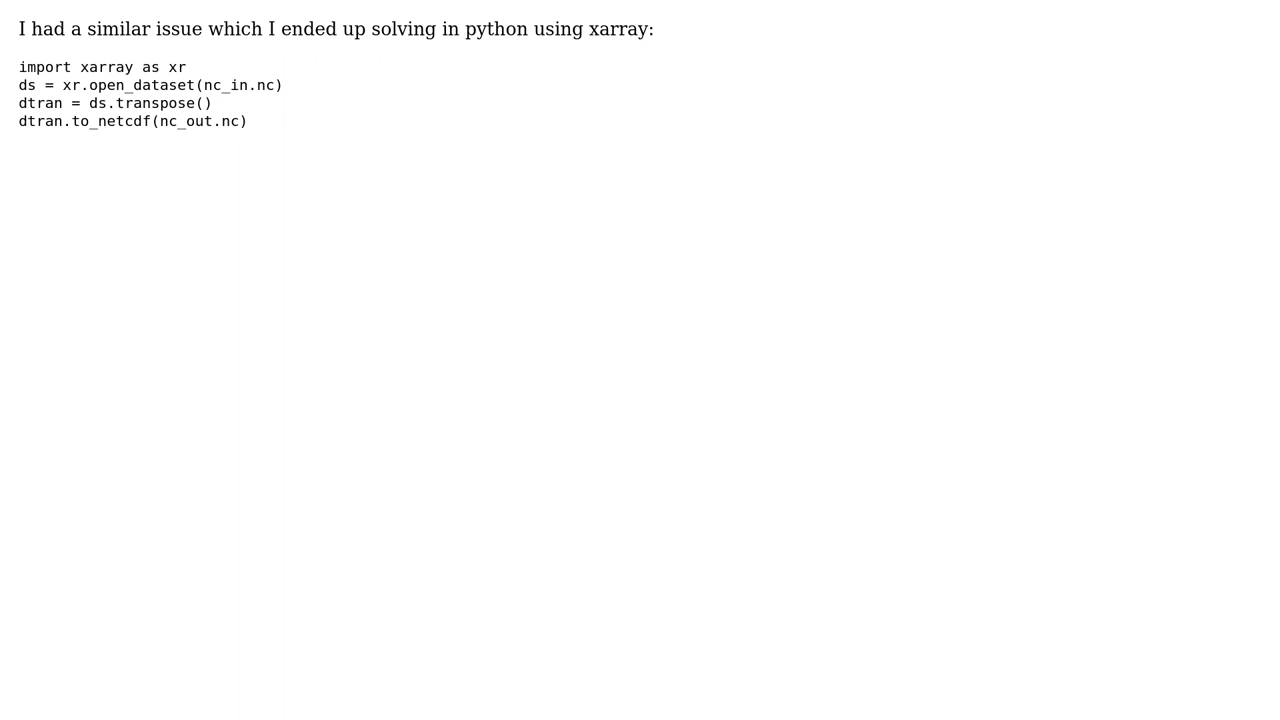 I had a similar issue which I ended up solving in python using xarray:
import xarray as xr
ds = xr.open_dataset(nc_in.nc)
dtran = ds.transpose()
dtran.to_netcdf(nc_out.nc)